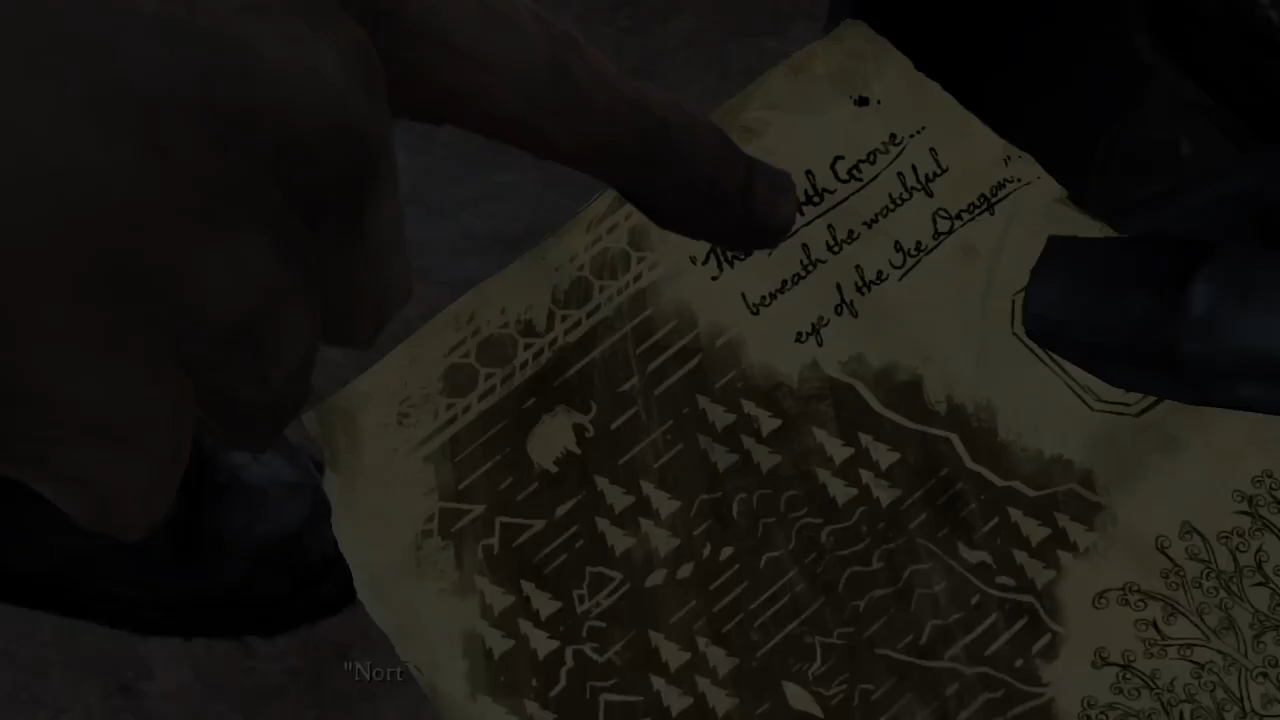 "The rth Grove...
beneath the watchful
eye of the Ice Dragon".
"Nort